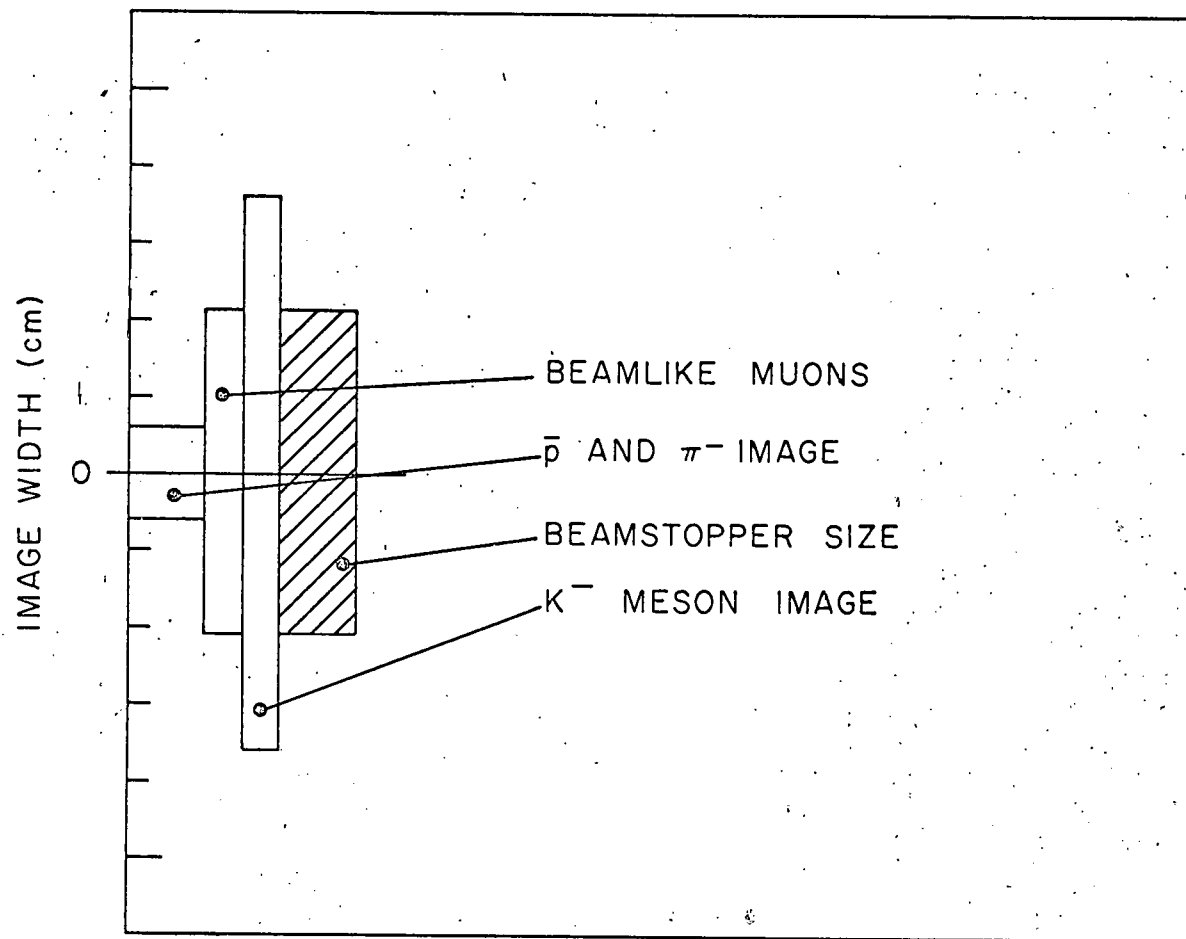 IMAGE WIDTH (cm)
1
0
BEAMLIKE MUONS
p̄ AND π⁻ IMAGE
BEAMSTOPPER SIZE
K⁻ MESON IMAGE